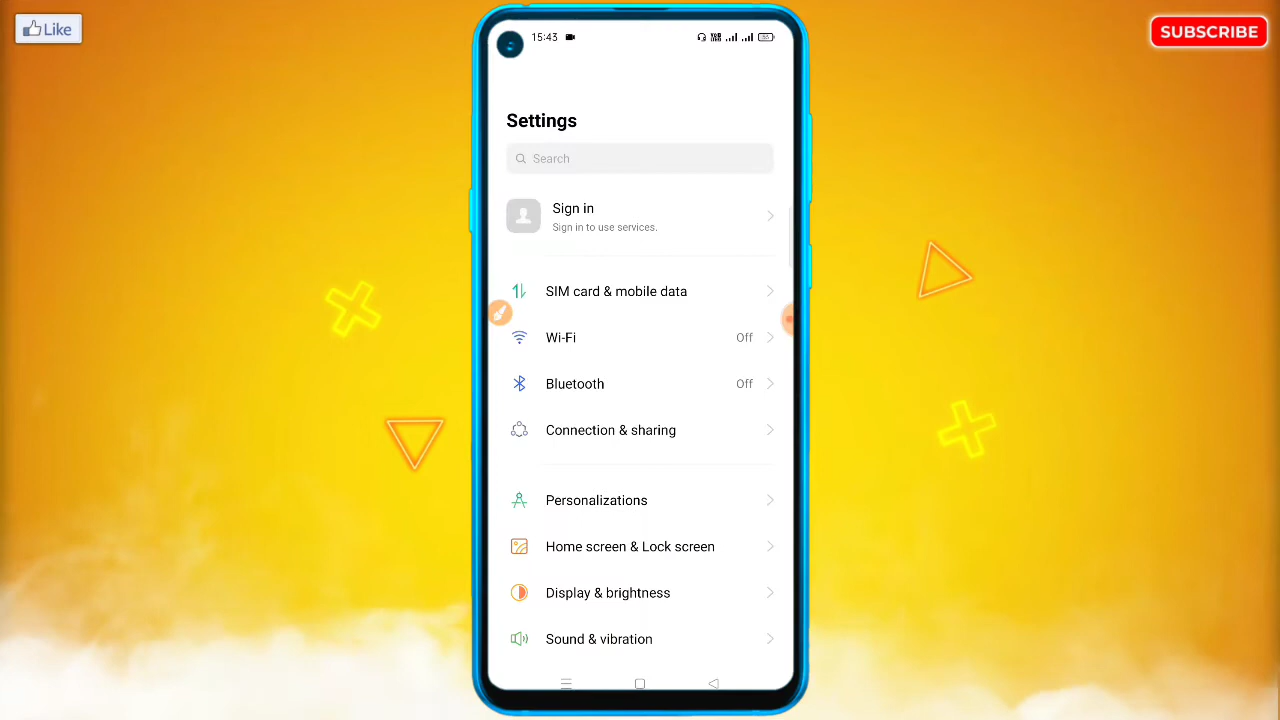 Like
SUBSCRIBE
15:43
Settings
Search
Sign in
Sign in to use services.
SIM card & mobile data
Wi-Fi Off
Bluetooth Off
Connection & sharing
Personalizations
Home screen & Lock screen
Display & brightness
Sound & vibration